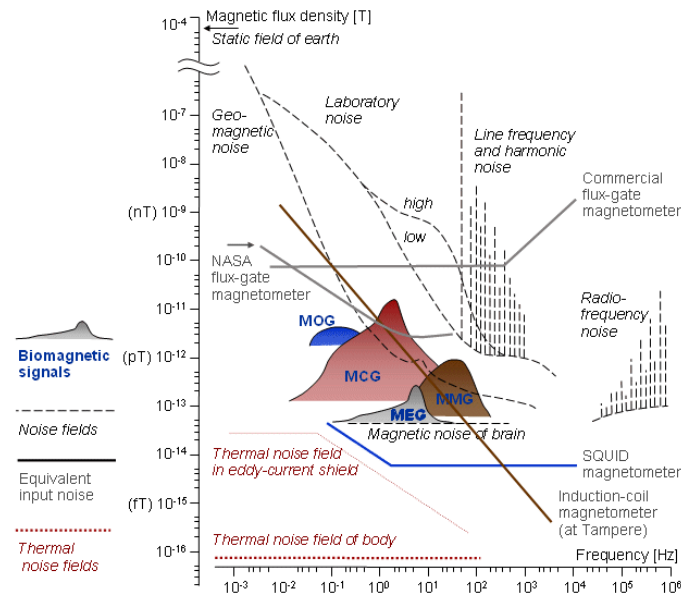 Magnetic flux density [T]
10-4
Static field of earth
10-7
10-8
(nT) 10-9
10-10
10-11
(pT) 10-12
10-13
10-14
(fT) 10-15
10-16
Geo-
magnetic
noise
Laboratory
noise
high
low
Line frequency
and harmonic
noise
Commercial
flux-gate
magnetometer
NASA
flux-gate
magnetometer
Radio-
frequency
noise
MOG
MCG
MMG
MEG
Magnetic noise of brain
Biomagnetic
signals
Noise fields
Equivalent
input noise
Thermal
noise fields
Thermal noise field
in eddy-current shield
SQUID
magnetometer
Induction-coil
magnetometer
(at Tampere)
Thermal noise field of body
Frequency [Hz]
10-3 10-2 10-1 100 101 102 103 104 105 106